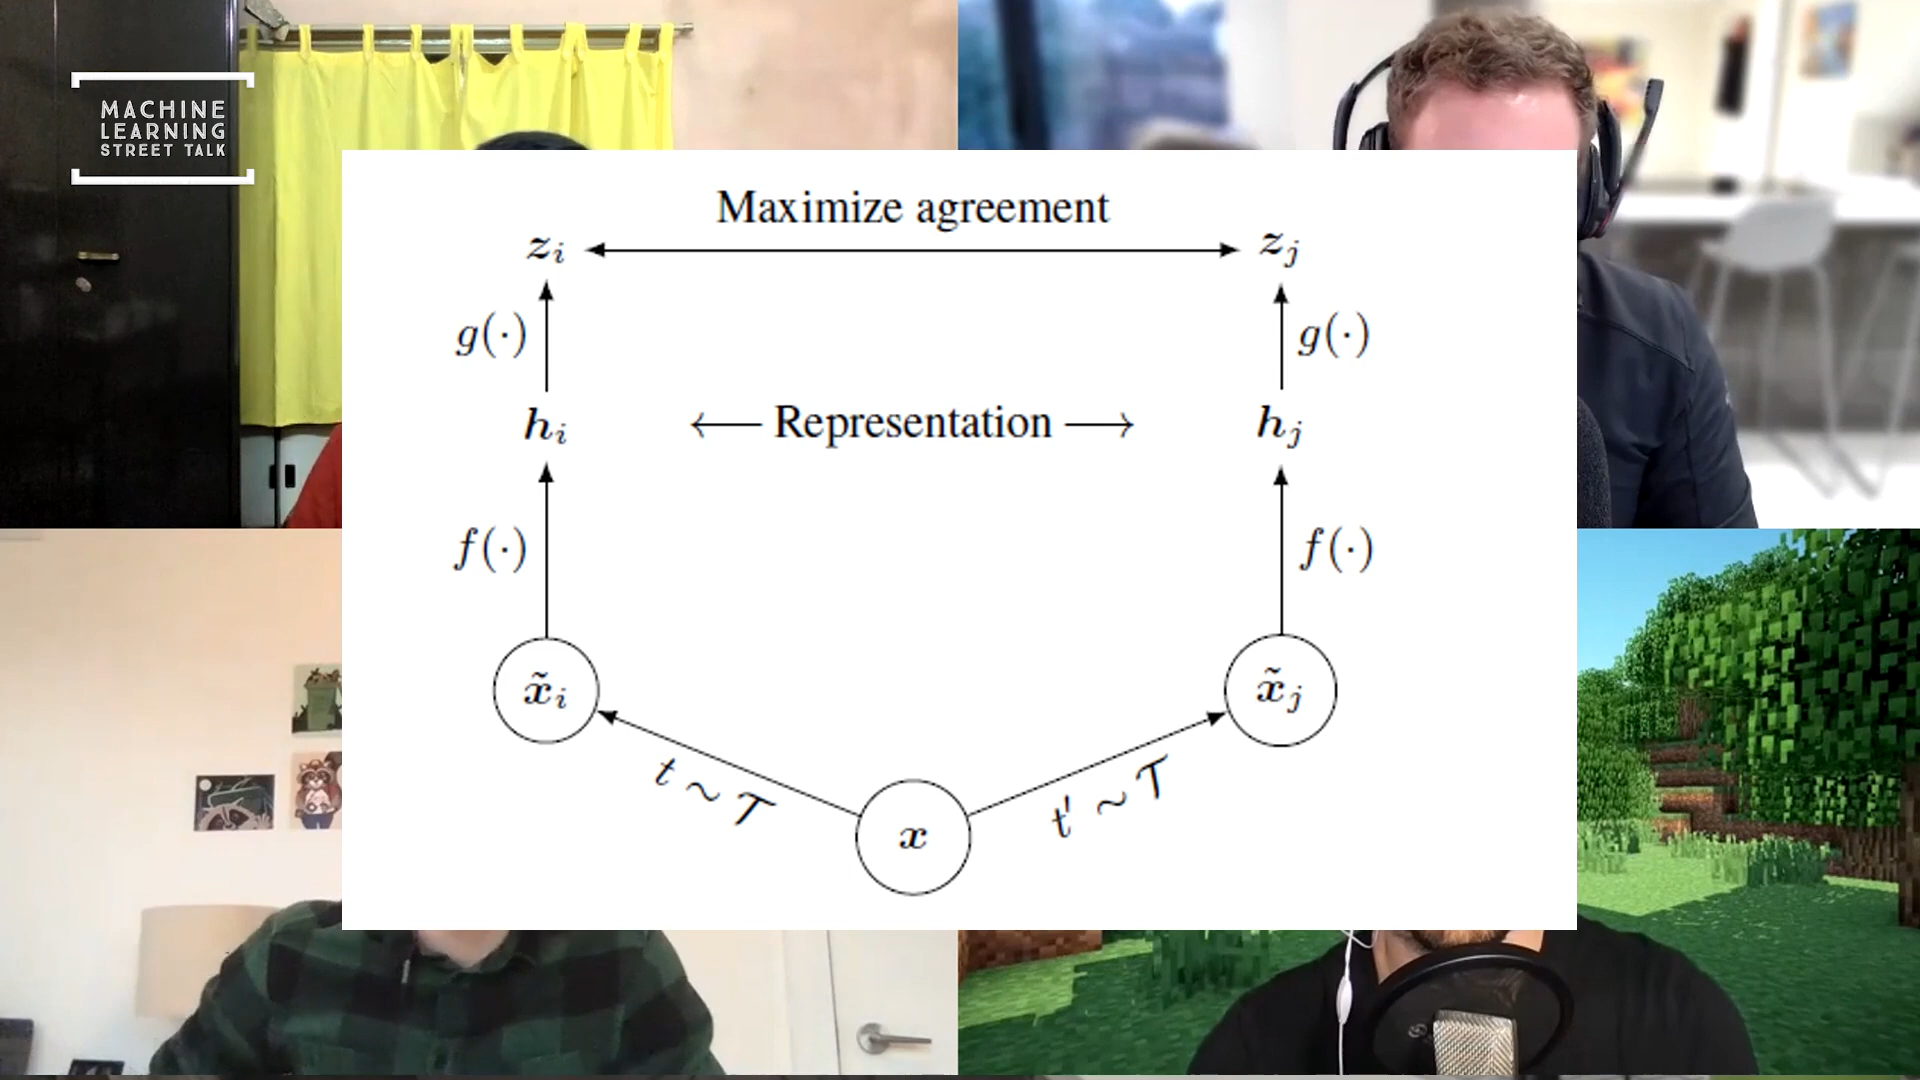 MACHINE
LEARNING
STREET TALK
Maximize agreement
z_i z_j
g(·) g(·)
h_i ← Representation → h_j
f(·) f(·)
x̃_i x̃_j
t ~ 𝒯 t′ ~ 𝒯
x